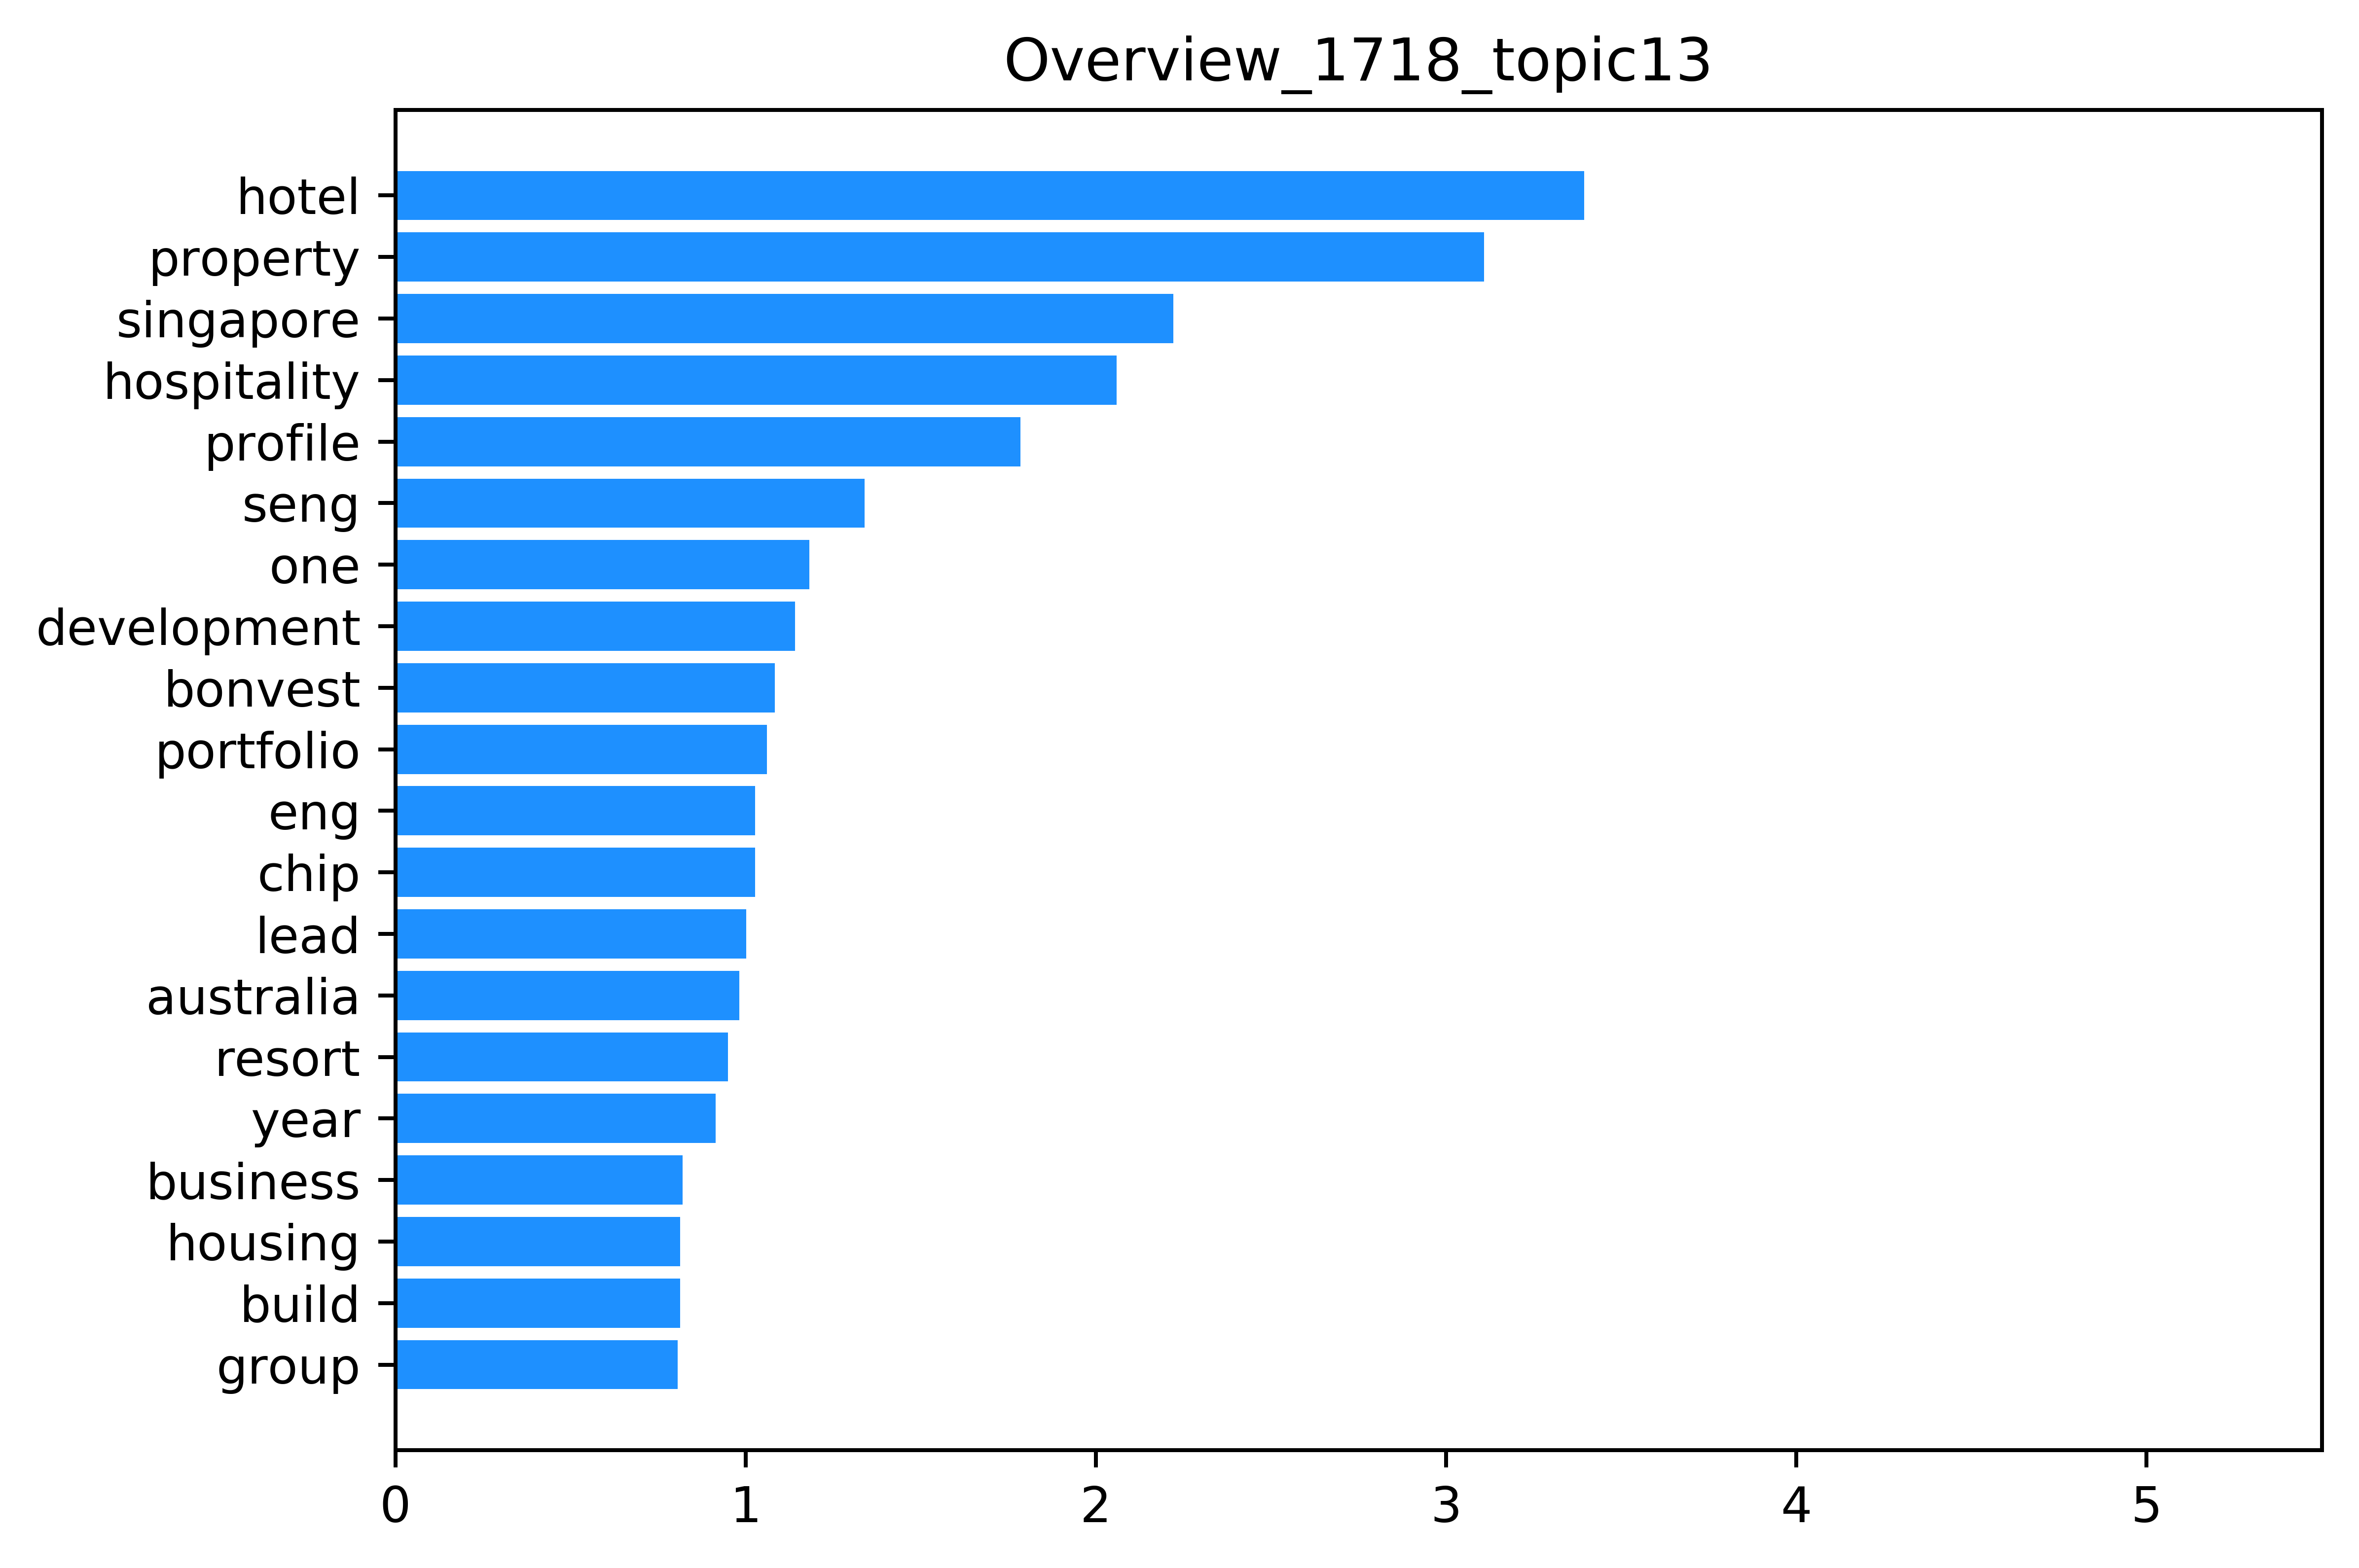 Overview_1718_topic13
hotel
property
singapore
hospitality
profile
seng
one
development
bonvest
portfolio
eng
chip
lead
australia
resort
year
business
housing
build
group
0 1 2 3 4 5